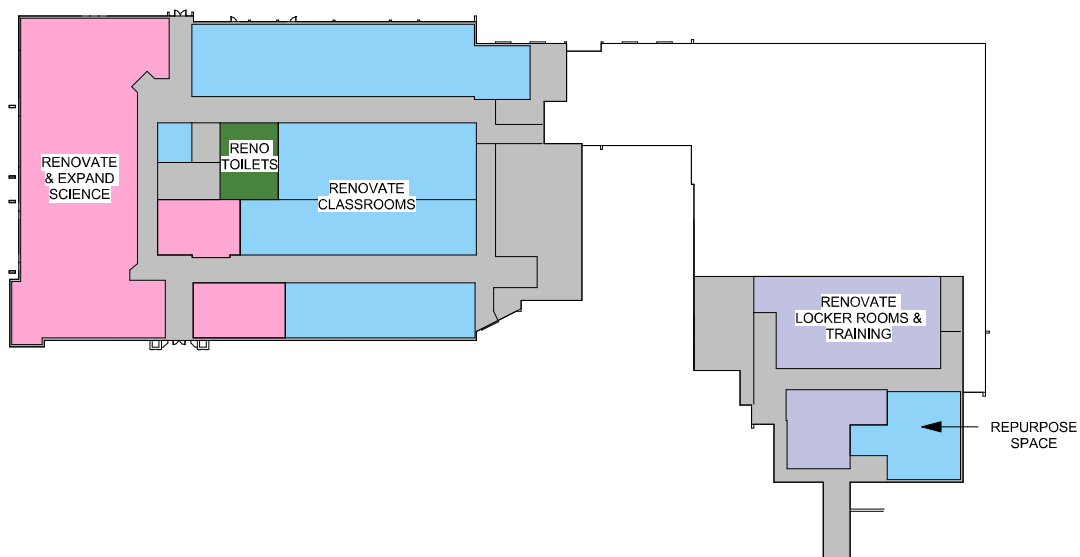 RENOVATE
& EXPAND
SCIENCE
RENO
TOILETS
RENOVATE
CLASSROOMS
RENOVATE
LOCKER ROOMS &
TRAINING
REPURPOSE
SPACE